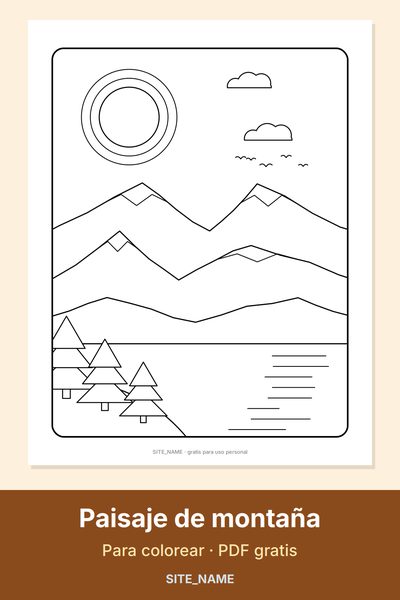 SITE_NAME · gratis para uso personal
Paisaje de montaña
Para colorear · PDF gratis
SITE_NAME